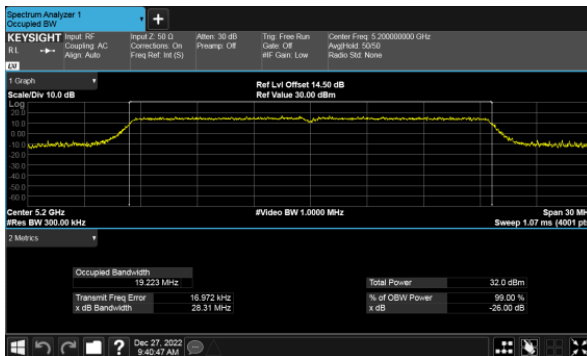 Spectrum Analyzer 1
Occupied BW
+
KEYSIGHT Input: RF Input Z: 50 Ω Atten: 30 dB Trig: Free Run Center Freq: 5.200000000 GHz
R L Coupling: AC Corrections: On Preamp: Off Gate: Off Avg|Hold: 50/50
Align: Auto Freq Ref: Int (S) #IF Gain: Low Radio Std: None
1 Graph Ref Lvl Offset 14.50 dB
Scale/Div 10.0 dB Ref Value 30.00 dBm
Log
20.0
10.0
0.00
-10.0
-20.0
-30.0
-40.0
-50.0
-60.0
Center 5.2 GHz #Video BW 1.0000 MHz Span 30 MH
#Res BW 300.00 kHz Sweep 1.07 ms (4001 pt
2 Metrics
Occupied Bandwidth
19.223 MHz Total Power 32.0 dBm
Transmit Freq Error 16.972 kHz % of OBW Power 99.00 %
x dB Bandwidth 28.31 MHz x dB -26.00 dB
? Dec 27, 2022
9:40:47 AM